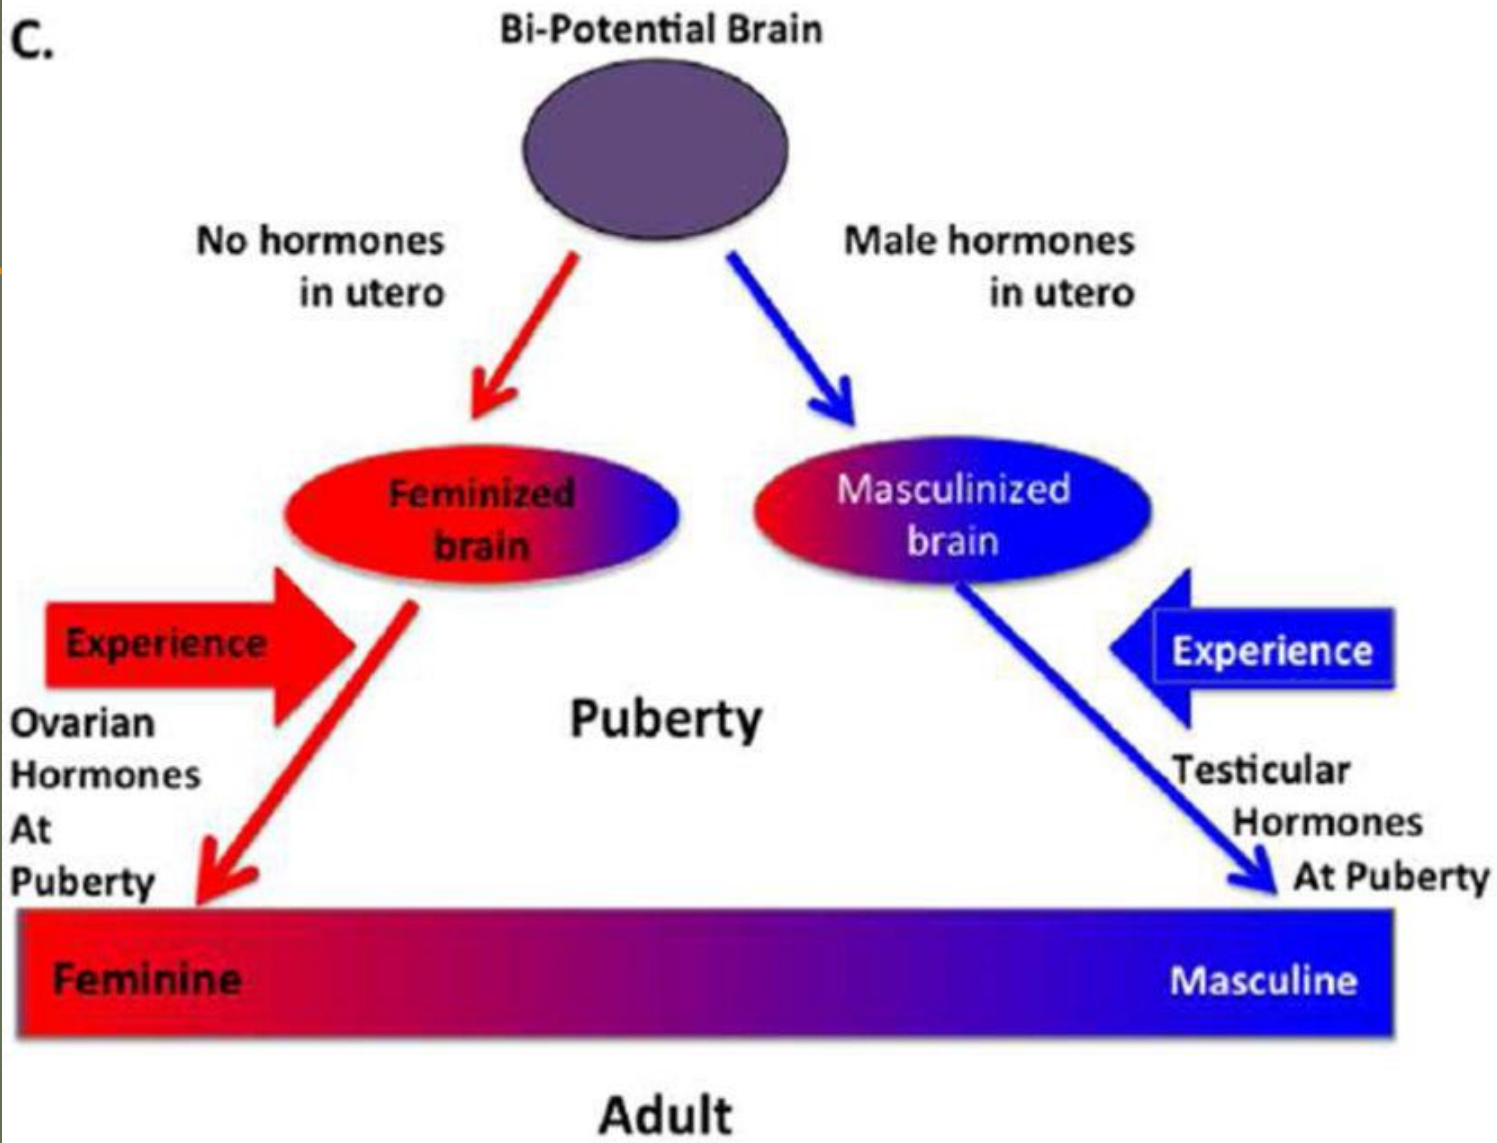 C.
Bi-Potential Brain
No hormones
in utero
Male hormones
in utero
Feminized
brain
Masculinized
brain
Experience
Experience
Ovarian
Hormones
At
Puberty
Puberty
Testicular
Hormones
At Puberty
Feminine
Masculine
Adult